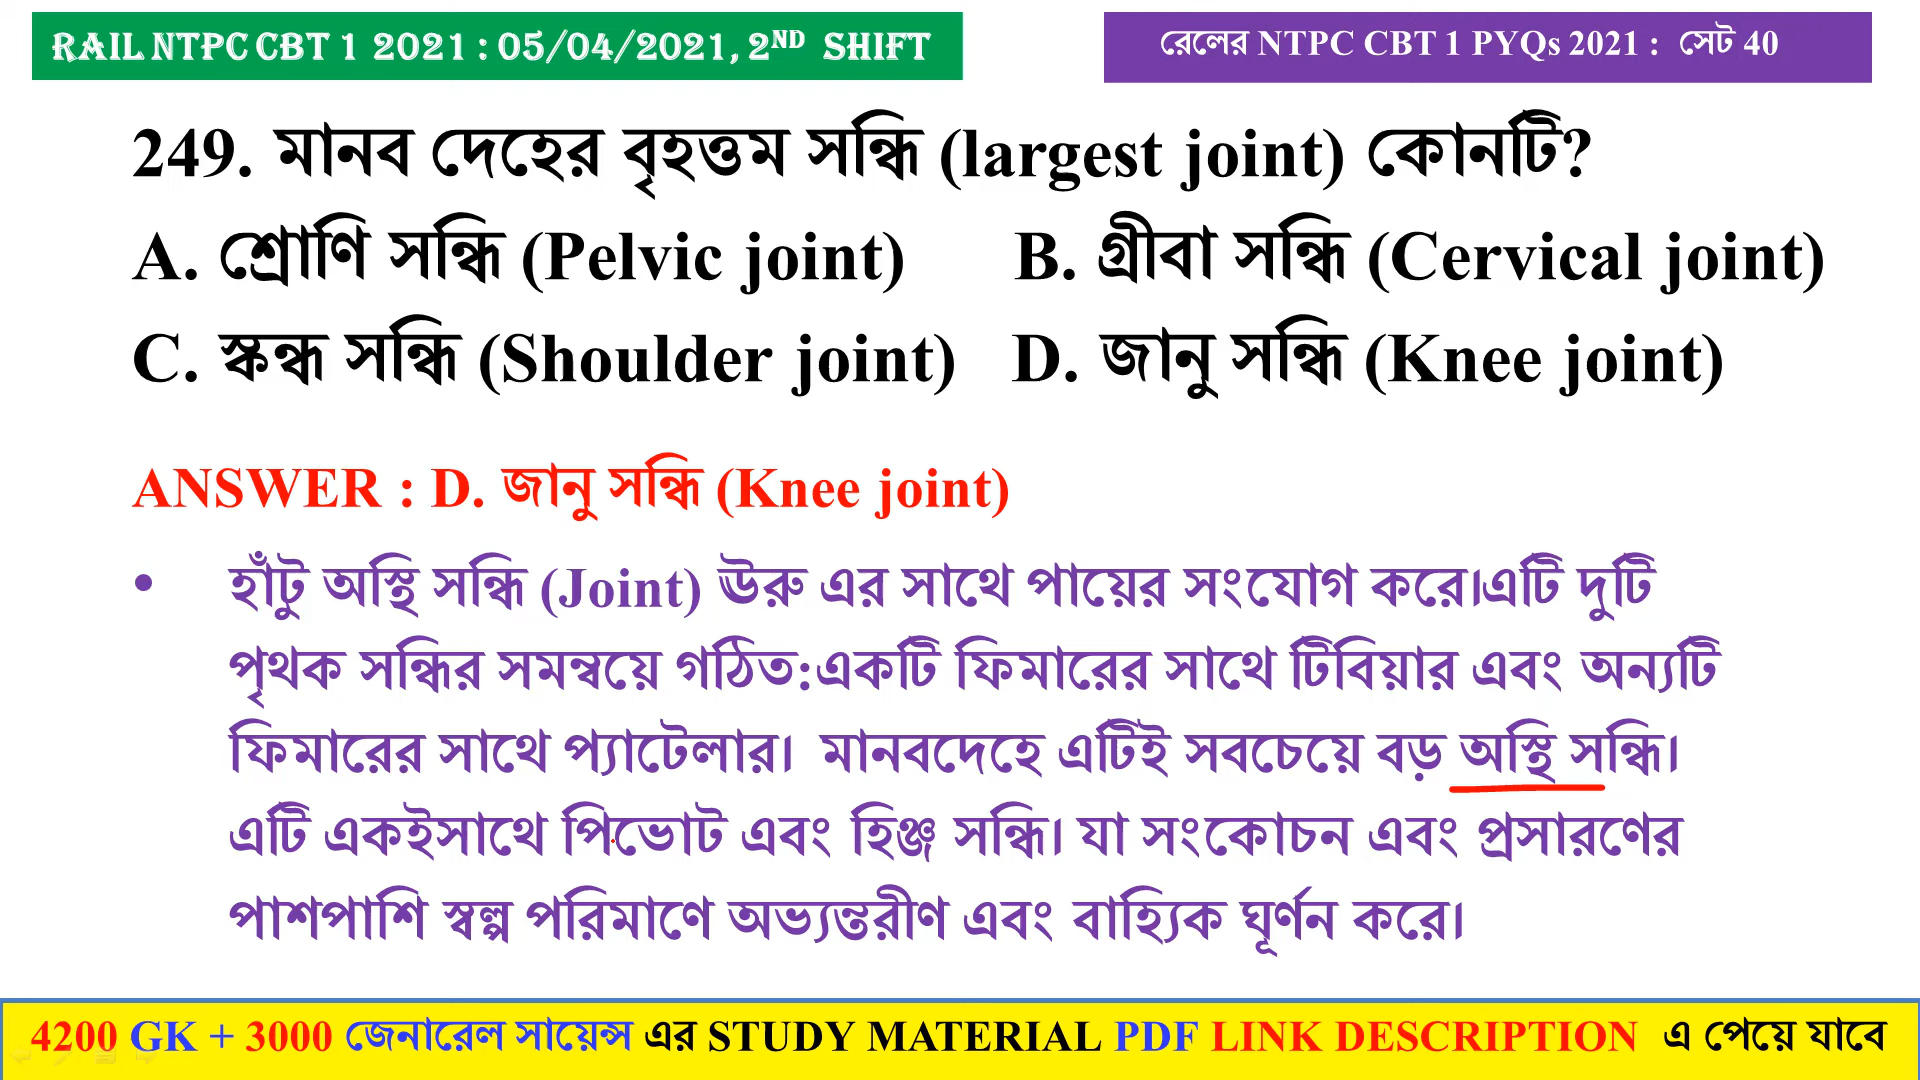 RAIL NTPC CBT 1 2021 : 05/04/2021, 2ND SHIFT
রেলের NTPC CBT 1 PYQs 2021 : সেট 40
249. মানব দেহের বৃহত্তম সন্ধি (largest joint) কোনটি?
A. শ্রোণি সন্ধি (Pelvic joint) B. গ্রীবা সন্ধি (Cervical joint)
C. স্কন্ধ সন্ধি (Shoulder joint) D. জানু সন্ধি (Knee joint)
ANSWER : D. জানু সন্ধি (Knee joint)
• হাঁটু অস্থি সন্ধি (Joint) ঊরু এর সাথে পায়ের সংযোগ করে।এটি দুটি
পৃথক সন্ধির সমন্বয়ে গঠিত:একটি ফিমারের সাথে টিবিয়ার এবং অন্যটি
ফিমারের সাথে প্যাটেলার। মানবদেহে এটিই সবচেয়ে বড় অস্থি সন্ধি।
এটি একইসাথে পিভোট এবং হিঞ্জ সন্ধি। যা সংকোচন এবং প্রসারণের
পাশপাশি স্বল্প পরিমাণে অভ্যন্তরীণ এবং বাহ্যিক ঘূর্ণন করে।
4200 GK + 3000 জেনারেল সায়েন্স এর STUDY MATERIAL PDF LINK DESCRIPTION এ পেয়ে যাবে